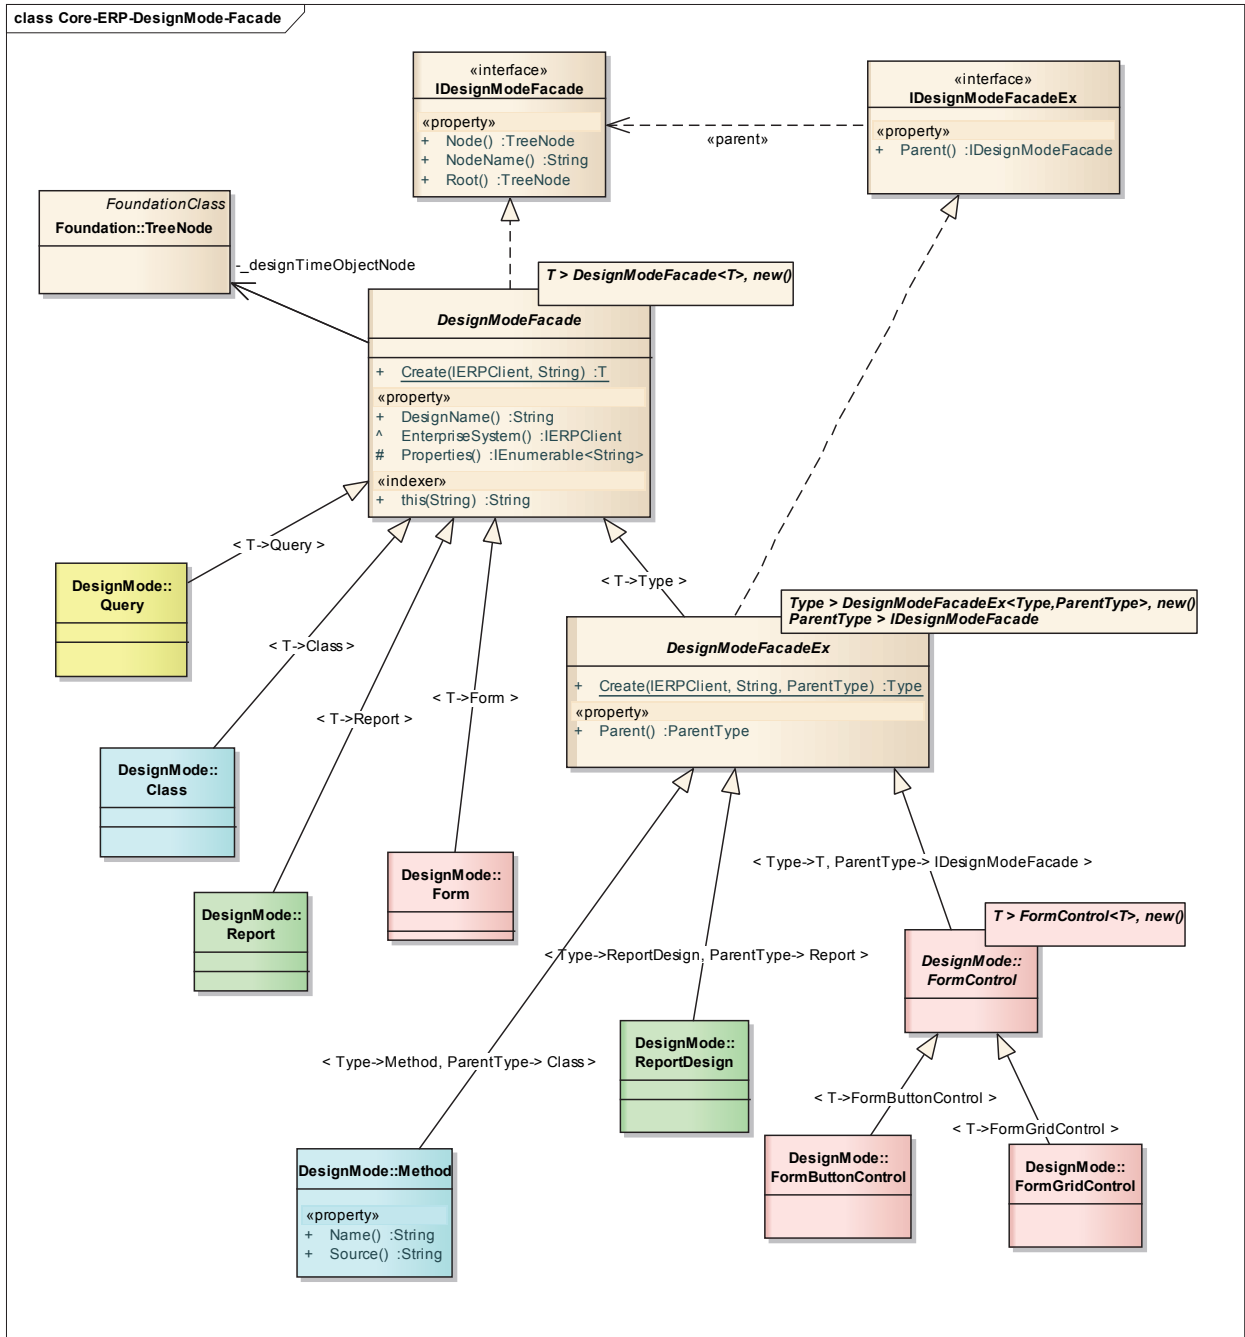 class Core-ERP-DesignMode-Facade
«interface»
IDesignModeFacade
«property»
+ Node() :TreeNode
+ NodeName() :String
+ Root() :TreeNode
«interface»
IDesignModeFacadeEx
«property»
+ Parent() :IDesignModeFacade
«parent»
FoundationClass
Foundation::TreeNode
-_designTimeObjectNode
T > DesignModeFacade<T>, new()
DesignModeFacade
+ Create(IERPClient, String) :T
«property»
+ DesignName() :String
^ EnterpriseSystem() :IERPClient
# Properties() :IEnumerable<String>
«indexer»
+ this(String) :String
< T->Query >
< T->Type >
DesignMode::
Query
Type > DesignModeFacadeEx<Type,ParentType>, new()
ParentType > IDesignModeFacade
DesignModeFacadeEx
+ Create(IERPClient, String, ParentType) :Type
«property»
+ Parent() :ParentType
< T->Class >
< T->Form >
< T->Report >
DesignMode::
Class
DesignMode::
Form
DesignMode::
Report
< Type->T, ParentType-> IDesignModeFacade >
T > FormControl<T>, new()
DesignMode::
FormControl
< Type->ReportDesign, ParentType-> Report >
DesignMode::
ReportDesign
< Type->Method, ParentType-> Class >
< T->FormButtonControl >
< T->FormGridControl >
DesignMode::Method
«property»
+ Name() :String
+ Source() :String
DesignMode::
FormButtonControl
DesignMode::
FormGridControl